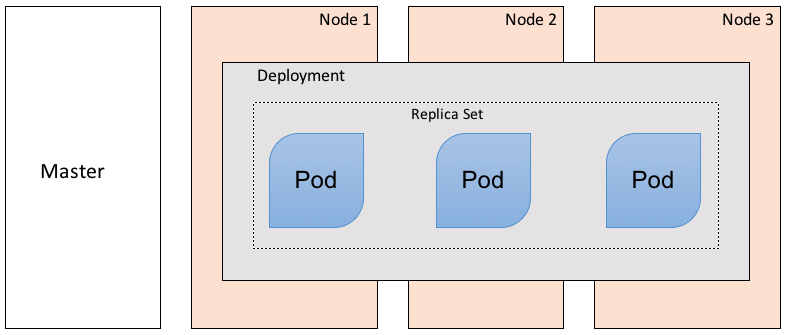 Master
Node 1
Node 2
Node 3
Deployment
Replica Set
Pod
Pod
Pod